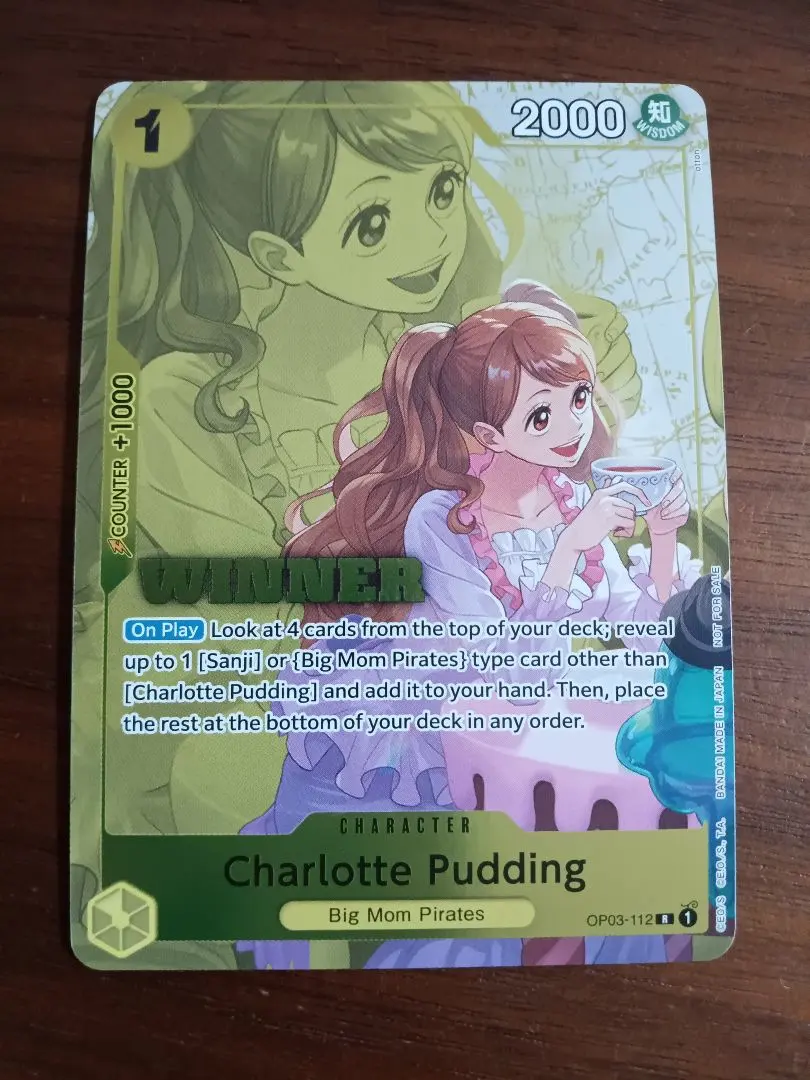 1
2000
知
WISDOM
otton
COUNTER +1000
WINNER
On Play Look at 4 cards from the top of your deck; reveal
up to 1 [Sanji] or {Big Mom Pirates} type card other than
[Charlotte Pudding] and add it to your hand. Then, place
the rest at the bottom of your deck in any order.
CHARACTER
Charlotte Pudding
Big Mom Pirates
OP03-112 R 1
©EO/S ©E.O./S., T.A. BANDAI MADE IN JAPAN NOT FOR SALE